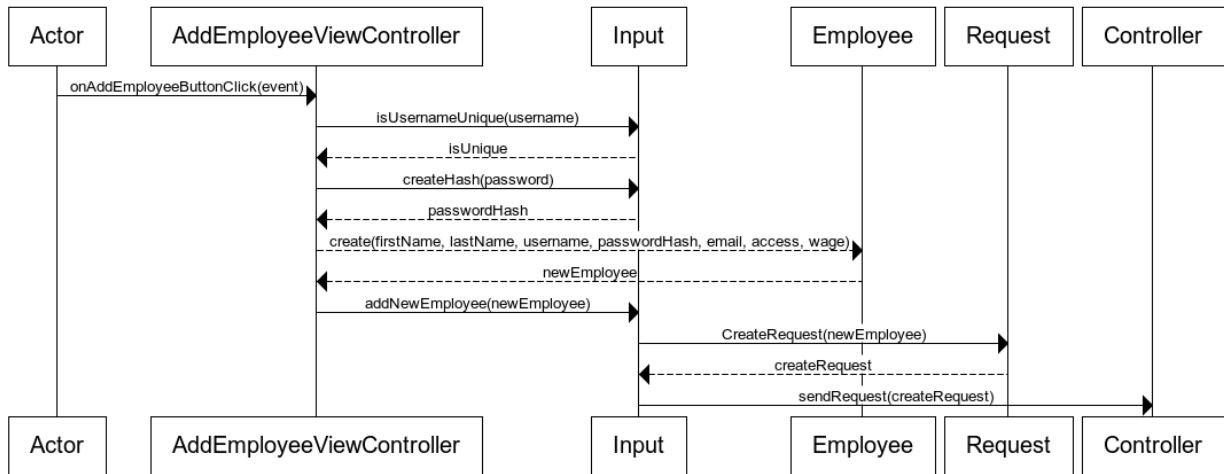 Actor
AddEmployeeViewController
Input
Employee
Request
Controller
onAddEmployeeButtonClick(event)
isUsernameUnique(username)
isUnique
createHash(password)
passwordHash
create(firstName, lastName, username, passwordHash, email, access, wage)
newEmployee
addNewEmployee(newEmployee)
CreateRequest(newEmployee)
createRequest
sendRequest(createRequest)
Actor
AddEmployeeViewController
Input
Employee
Request
Controller